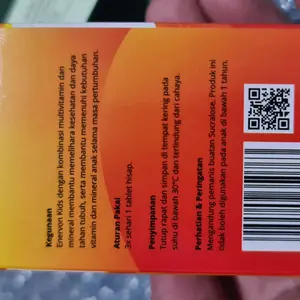 Kegunaan
Enervon Kids dengan kombinasi multivitamin dan
mineral membantu memelihara kesehatan dan daya
tahan tubuh, serta membantu memenuhi kebutuhan
vitamin dan mineral anak selama masa pertumbuhan.
Aturan Pakai
3x sehari 1 tablet hisap.
Penyimpanan
Tutup rapat dan simpan di tempat kering pada
suhu di bawah 30°C dan terlindung dari cahaya.
Perhatian & Peringatan
Mengandung pemanis buatan Sucralose. Produk ini
tidak boleh digunakan pada anak di bawah 1 tahun.